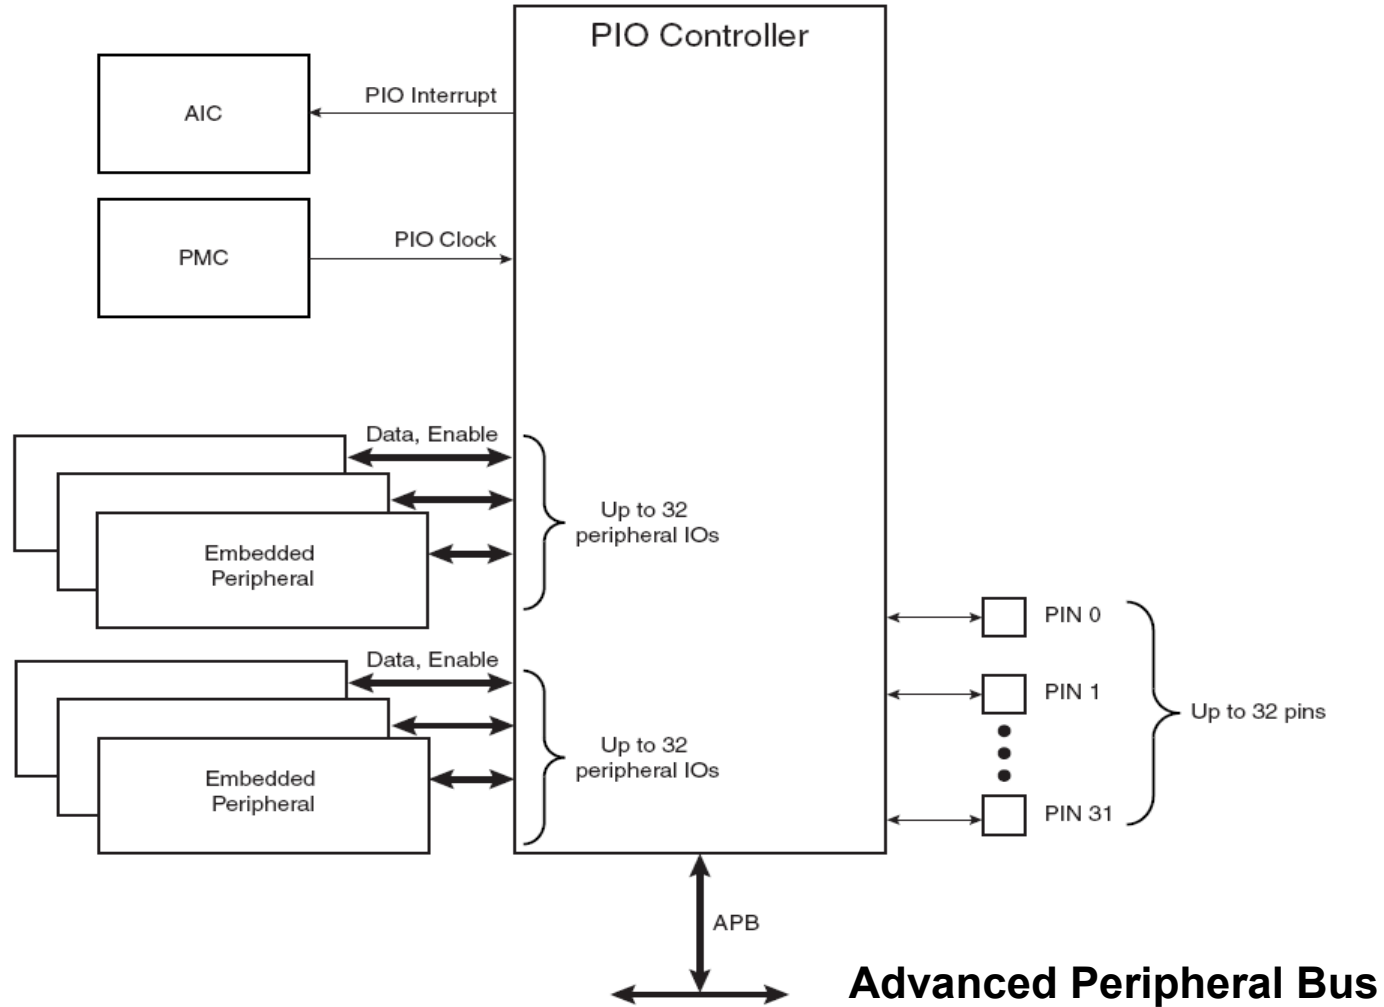 PIO Controller
AIC
PIO Interrupt
PMC
PIO Clock
Data, Enable
Up to 32
peripheral IOs
Embedded
Peripheral
Data, Enable
Up to 32
peripheral IOs
Embedded
Peripheral
PIN 0
PIN 1
Up to 32 pins
PIN 31
APB
Advanced Peripheral Bus